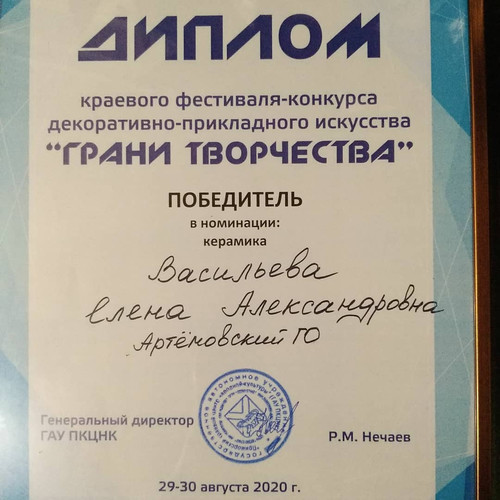 ДИПЛОМ
краевого фестиваля-конкурса
декоративно-прикладного искусства
"ГРАНИ ТВОРЧЕСТВА"
ПОБЕДИТЕЛЬ
в номинации:
керамика
Васильева
Елена Александровна
Артёмовский ГО
Генеральный директор
ГАУ ПКЦНК
Р.М. Нечаев
29-30 августа 2020 г.